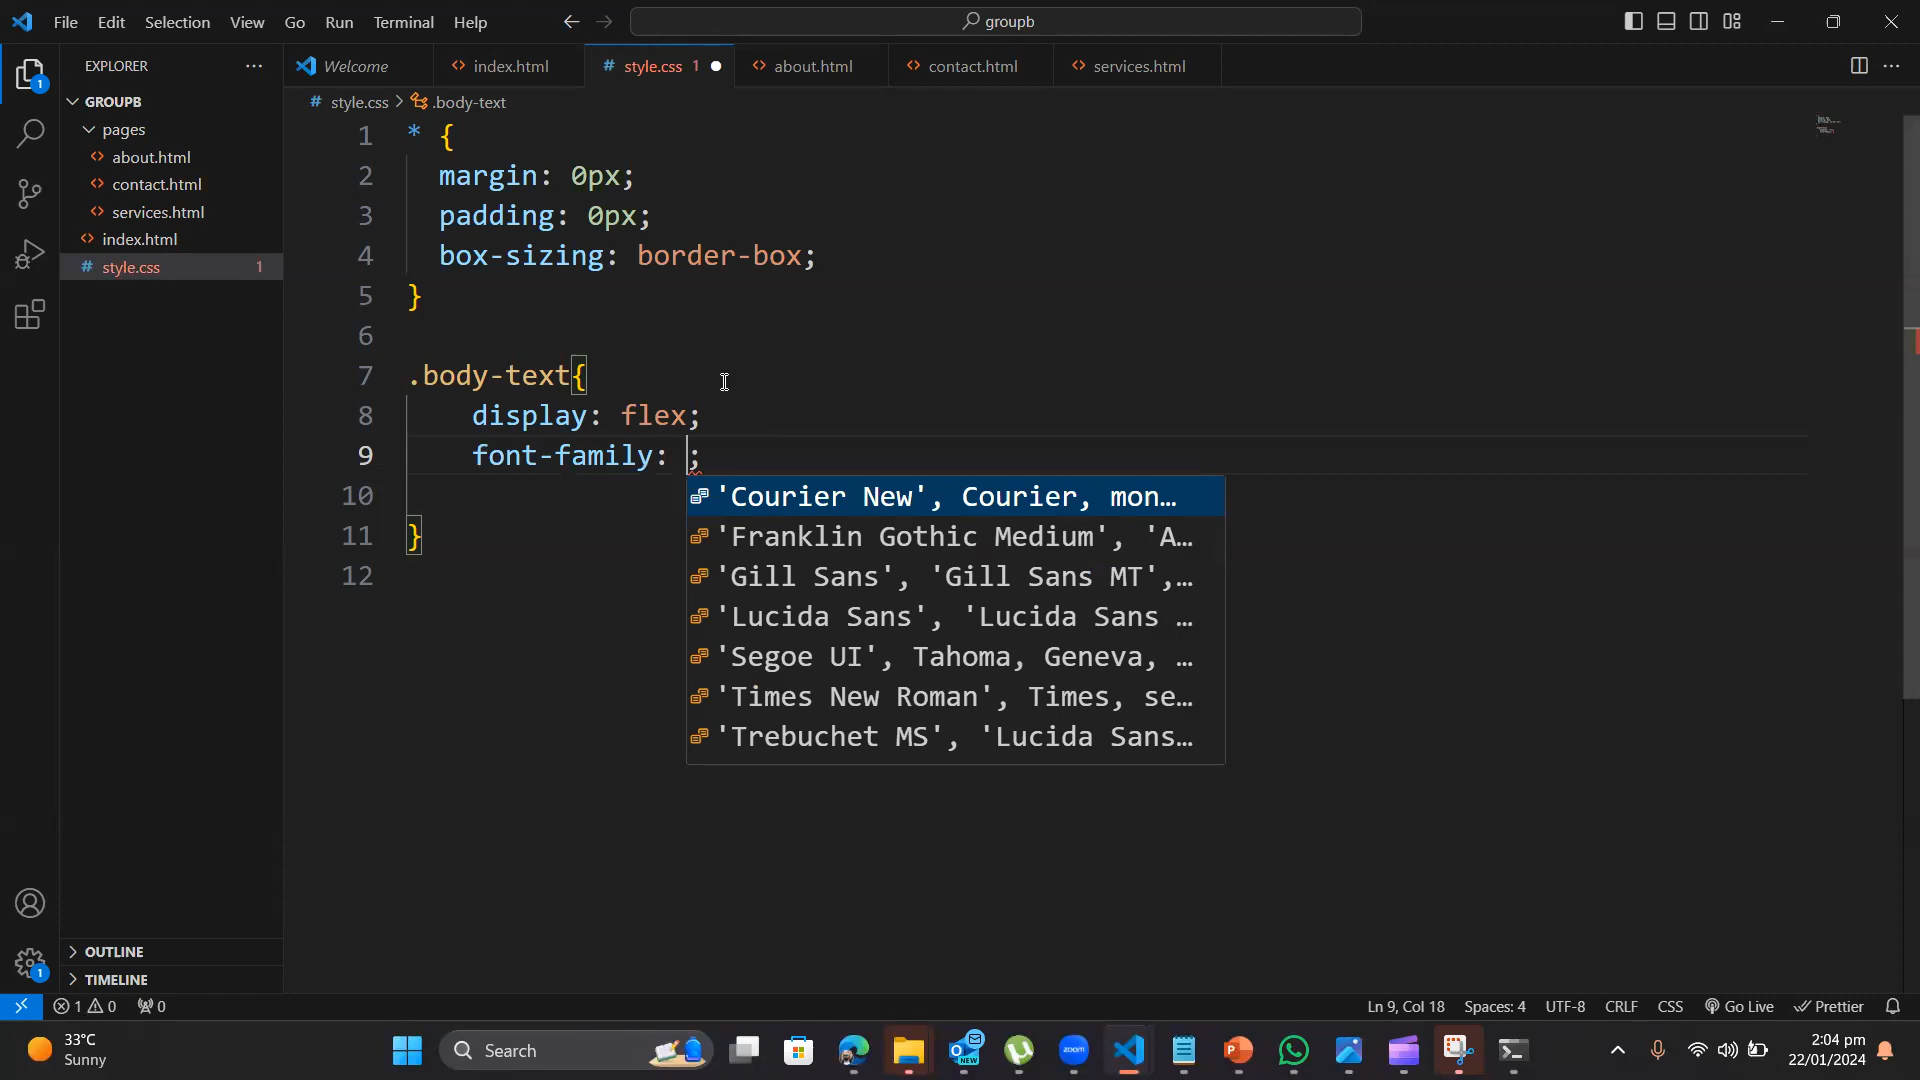 File Edit Selection View Go Run Terminal Help groupb
EXPLORER
Welcome index.html style.css 1 about.html contact.html services.html
GROUPB
style.css > .body-text
pages
about.html
contact.html
services.html
index.html
style.css 1
1 * {
2 margin: 0px;
3 padding: 0px;
4 box-sizing: border-box;
5 }
6
7 .body-text{
8 display: flex;
9 font-family: ;
10
11 }
12
'Courier New', Courier, mon…
'Franklin Gothic Medium', 'A…
'Gill Sans', 'Gill Sans MT',…
'Lucida Sans', 'Lucida Sans …
'Segoe UI', Tahoma, Geneva, …
'Times New Roman', Times, se…
'Trebuchet MS', 'Lucida Sans…
1
1
OUTLINE
TIMELINE
1 0 0 Ln 9, Col 18 Spaces: 4 UTF-8 CRLF CSS Go Live Prettier
33°C
Sunny
Search
NEW
zoom
2:04 pm
22/01/2024